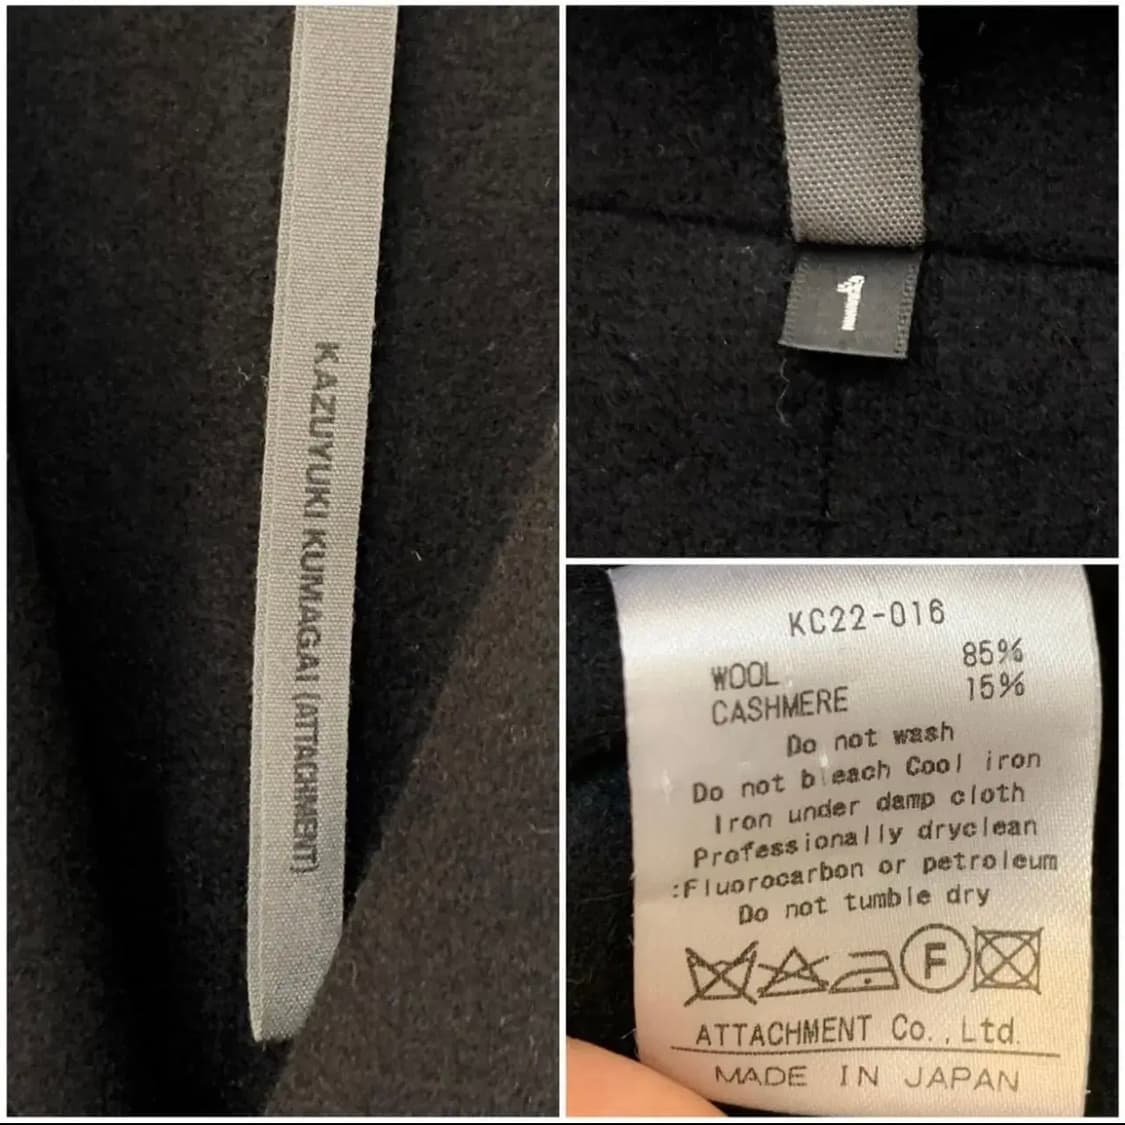 KAZUYUKI KUMAGAI (ATTACHMENT)
1
KC22-016
WOOL 85%
CASHMERE 15%
Do not wash
Do not bleach Cool iron
Iron under damp cloth
Professionally dryclean
:Fluorocarbon or petroleum
Do not tumble dry
F
ATTACHMENT Co.,Ltd.
MADE IN JAPAN